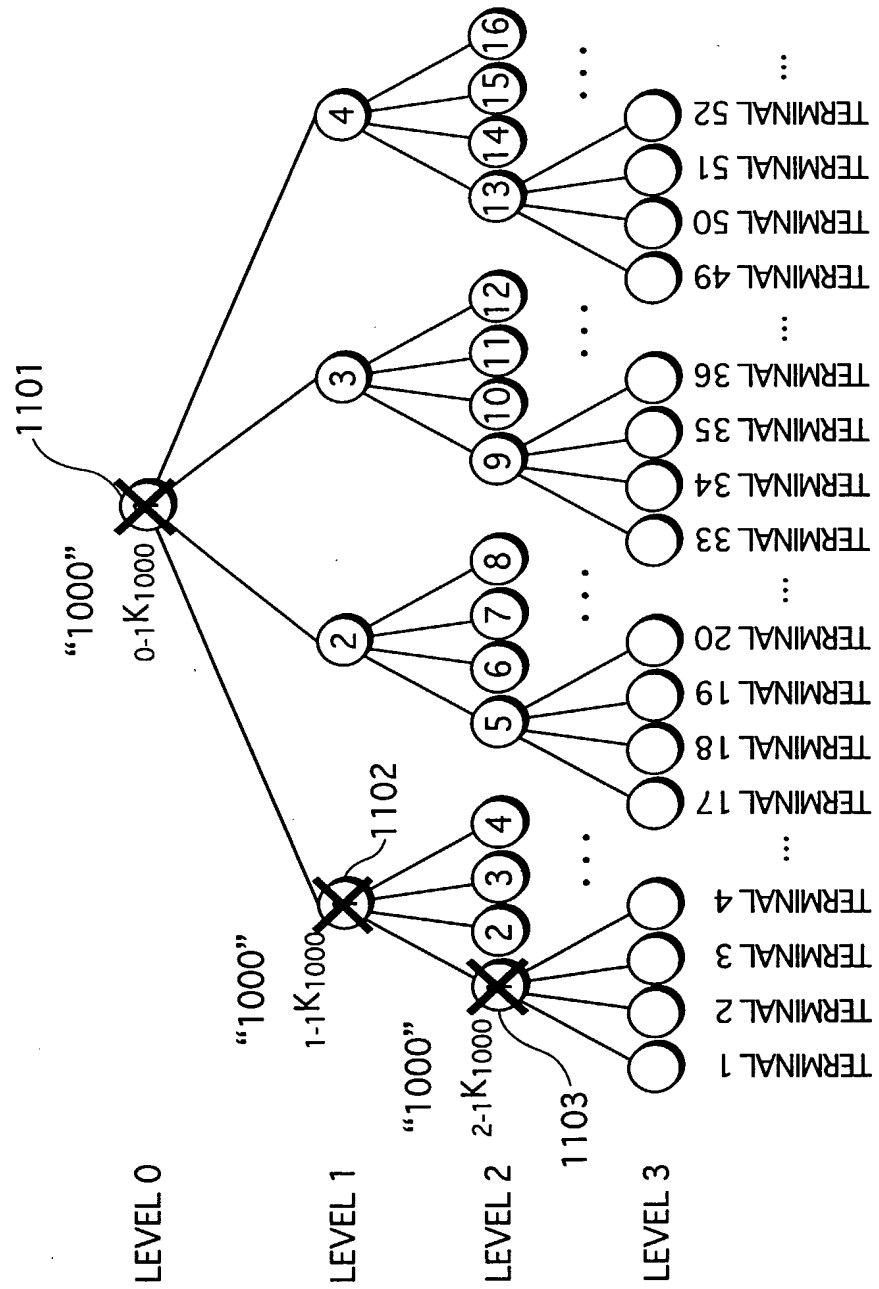 1101
"1000"
0-1K1000
LEVEL 0
"1000"
1-1K1000
1102
2
3
4
LEVEL 1
"1000"
2-1K1000
1103
2
3
4
5
6
7
8
9
10
11
12
13
14
15
16
LEVEL 2
... ... ... ...
LEVEL 3
TERMINAL 1
TERMINAL 2
TERMINAL 3
TERMINAL 4
...
TERMINAL 17
TERMINAL 18
TERMINAL 19
TERMINAL 20
...
TERMINAL 33
TERMINAL 34
TERMINAL 35
TERMINAL 36
...
TERMINAL 49
TERMINAL 50
TERMINAL 51
TERMINAL 52
...